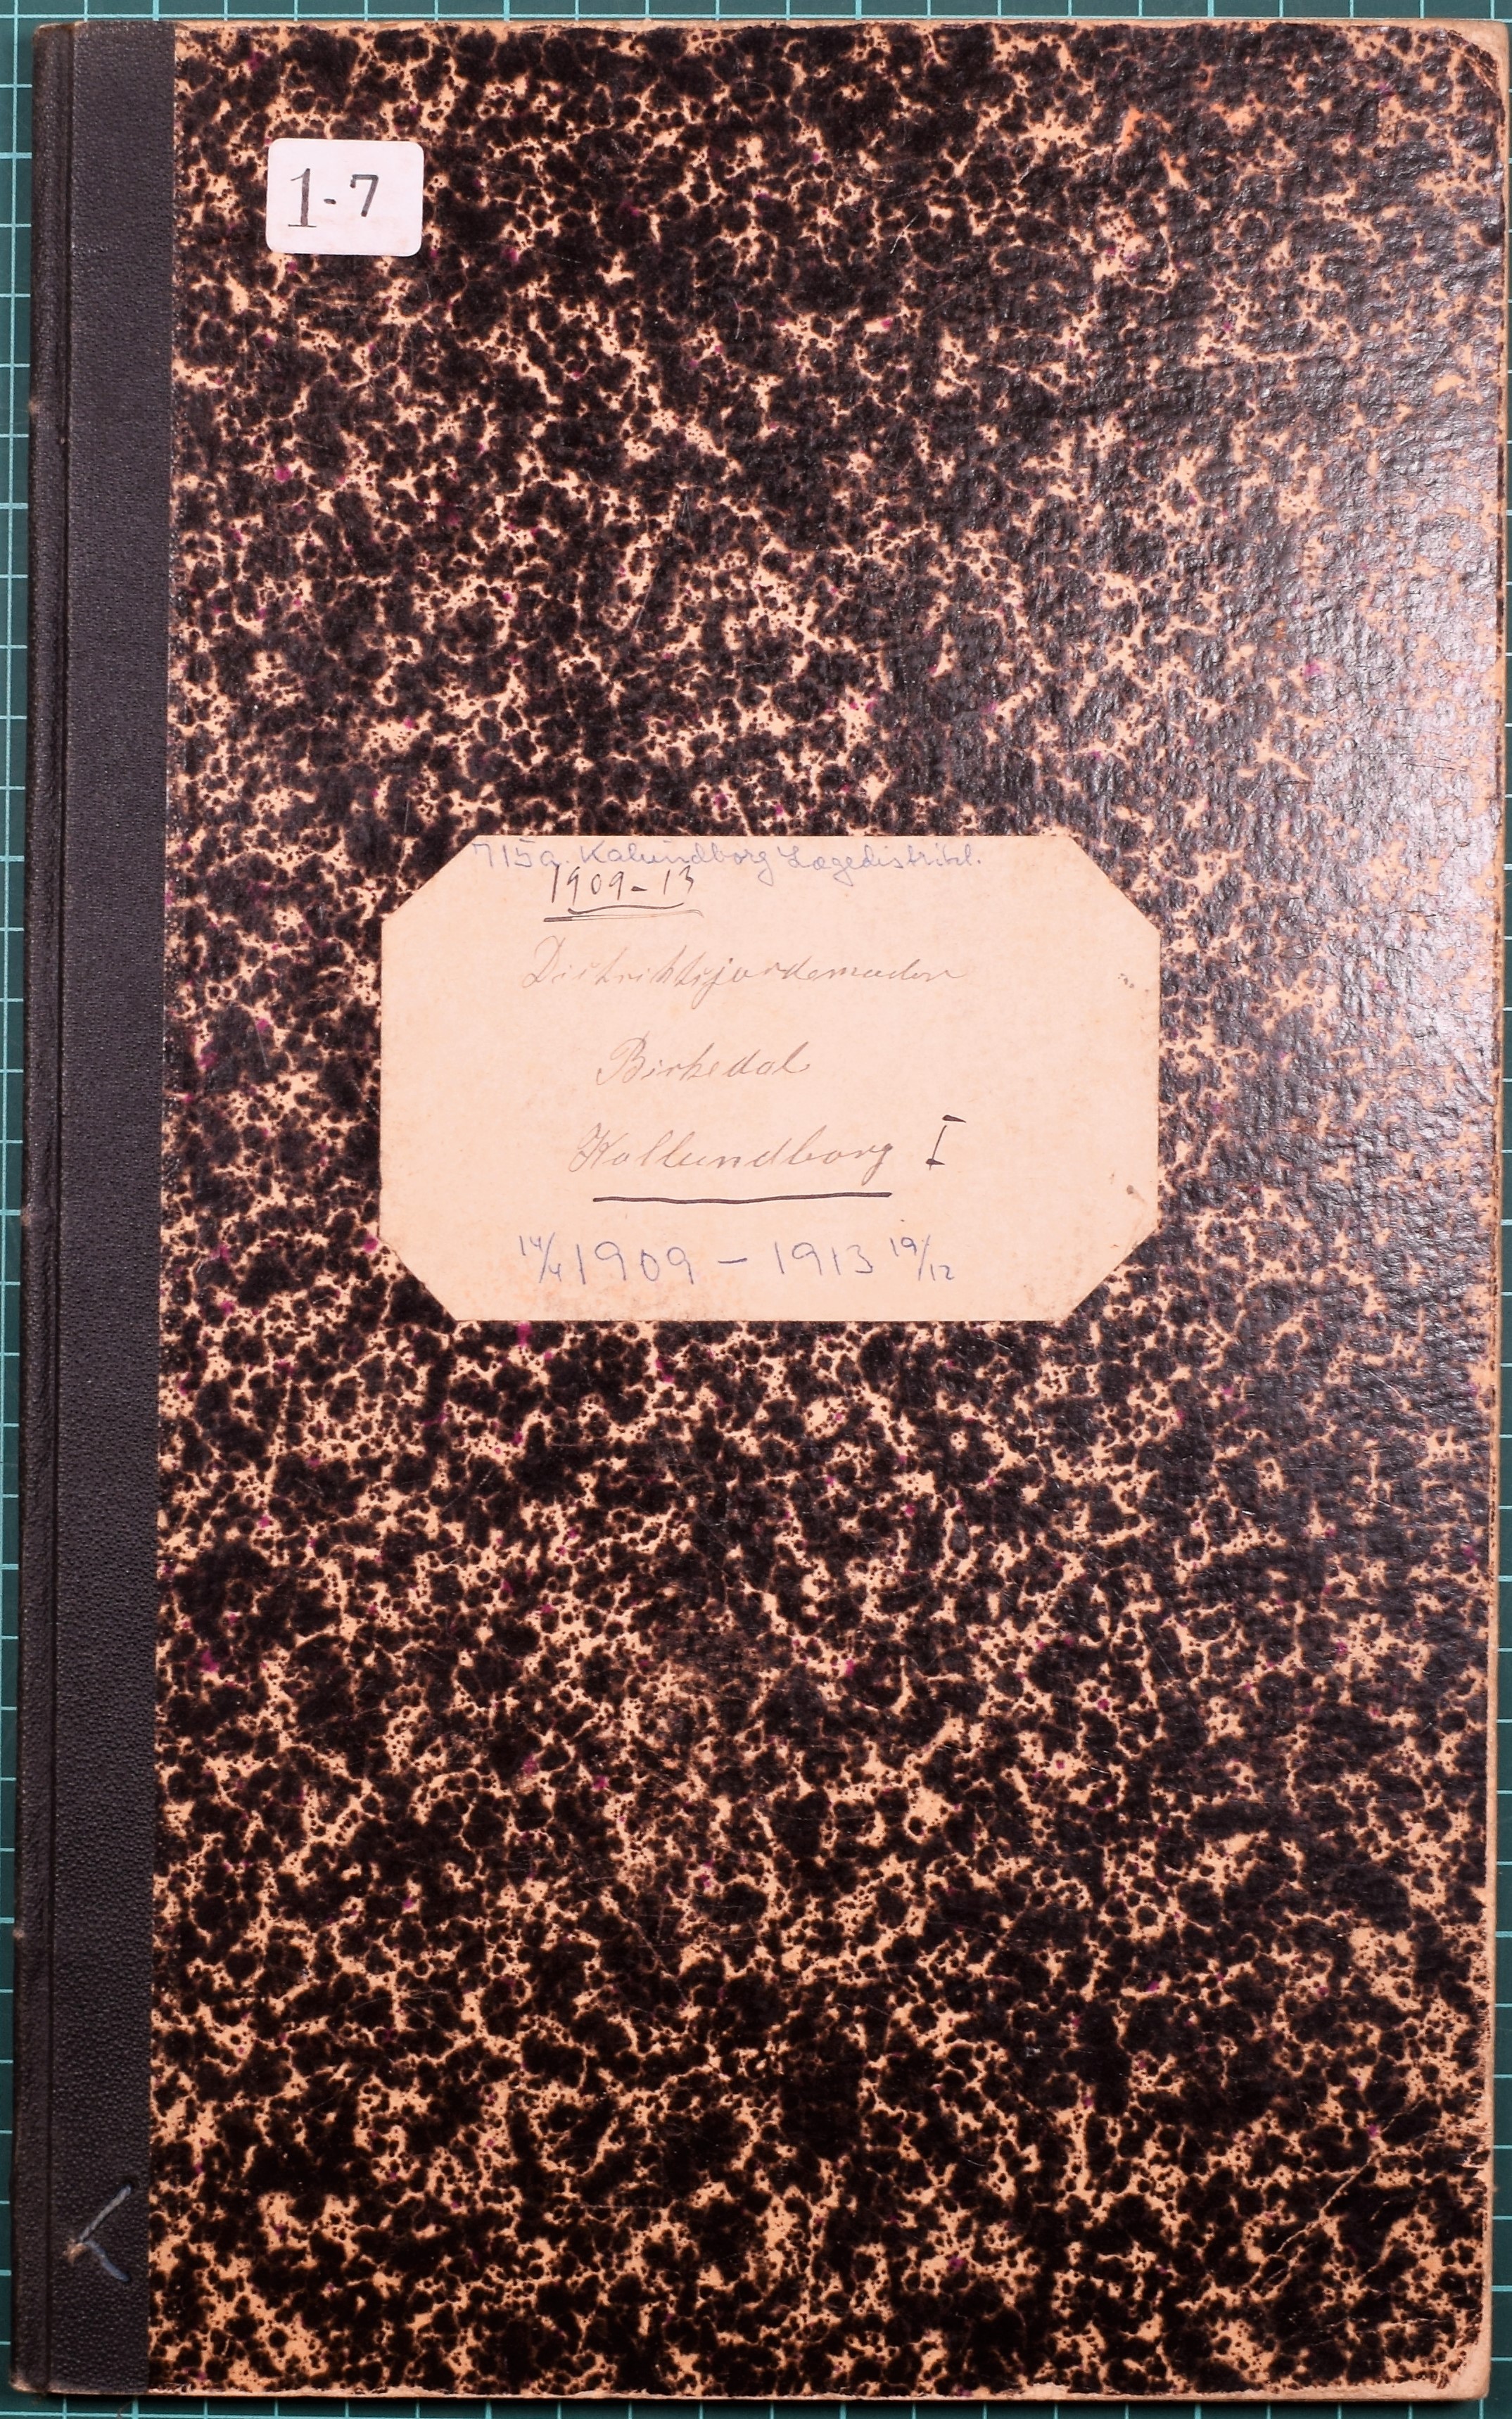 1-7
715a. Kalundborg Lægedistrikt.
1909-13
Distriktsjordemoder
Birkedal
Kallundborg I
14/4 1909 - 1913 19/12